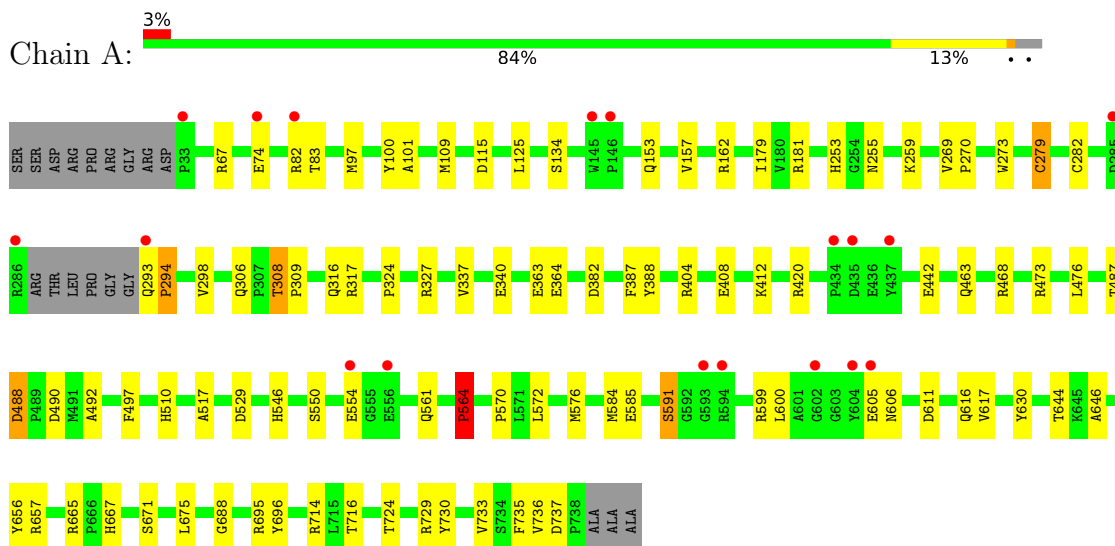 3%
Chain A:
84% 13% • •
SER SER ASP ARG PRO ARG GLY ARG ASP P33 R67 E74 R82 T83 M97 Y100 A101 M109 D115 L125 S134 W145 P146 Q153 V157 R162 I179 V180 R181 H253 G254 N255 K259 V269 P270 W273 C279 C282 D285
R286 ARG THR LEU PRO GLY GLY Q293 P294 V298 Q306 P307 T308 P309 Q316 R317 P324 R327 V337 E340 E363 E364 D382 F387 Y388 R404 E408 K412 R420 P434 D435 E436 Y437 E442 Q463 R468 R473 L476 T487
D488 P489 D490 M491 A492 F497 H510 A517 D529 H546 S550 E554 G555 E556 Q561 P564 P570 L571 L572 M576 M584 E585 S591 G592 G593 R594 R599 L600 A601 V602 G603 Y604 E605 N606 D611 Q616 V617 Y630 T644 K645 A646
Y656 R657 R665 P666 H667 S671 L675 G688 R695 Y696 R714 L715 T716 T724 R729 Y730 V733 S734 F735 V736 D737 P738 ALA ALA ALA